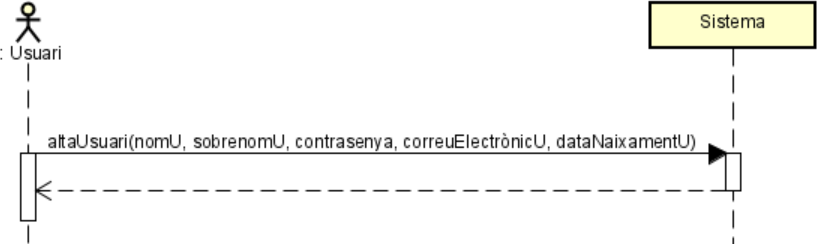 Sistema
: Usuari
altaUsuari(nomU, sobrenomU, contrasenya, correuElectrònicU, dataNaixamentU)